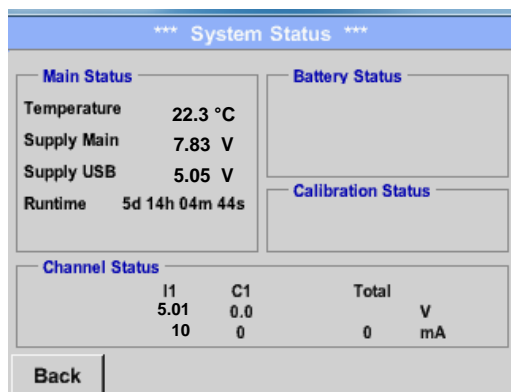 *** System Status ***
Main Status
Temperature 22.3 °C
Supply Main 7.83 V
Supply USB 5.05 V
Runtime 5d 14h 04m 44s
Battery Status
Calibration Status
Channel Status
I1 C1 Total
5.01 0.0 V
10 0 0 mA
Back